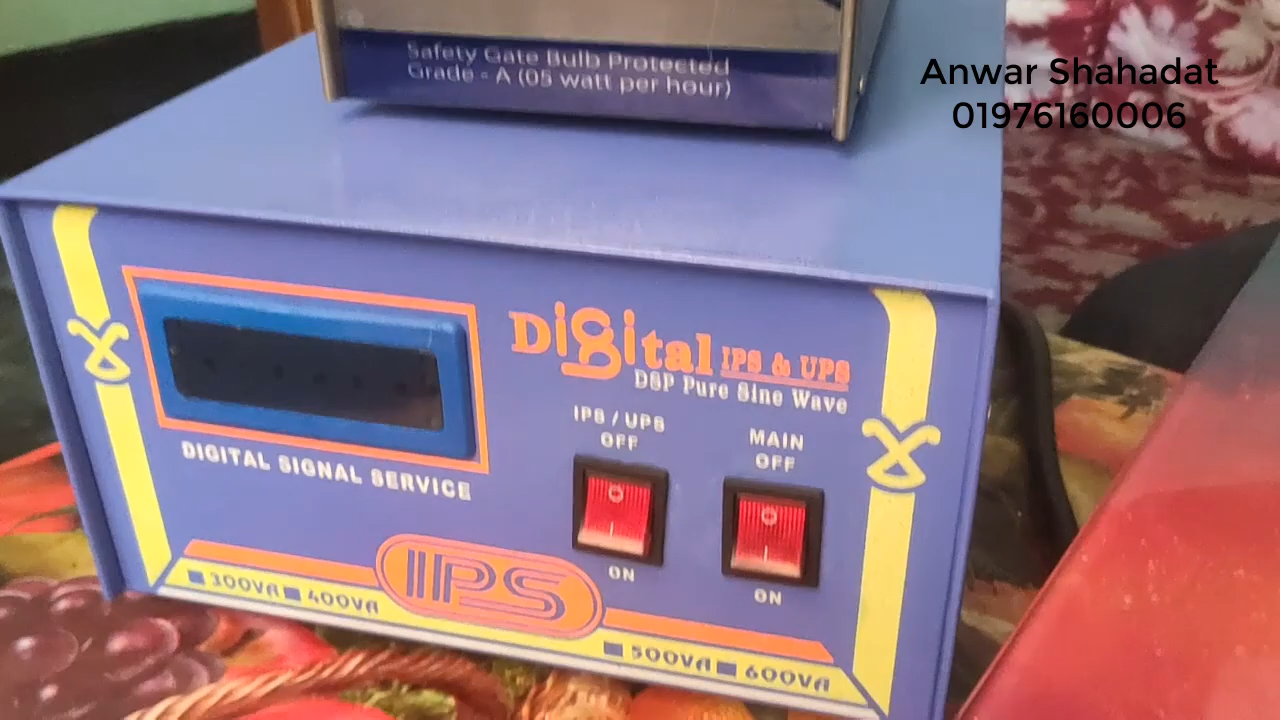 Safety Gate Bulb Protected
Grade - A (05 watt per hour)
Anwar Shahadat
01976160006
Digital IPS & UPS
DSP Pure Sine Wave
IPS / UPS
OFF
MAIN
OFF
DIGITAL SIGNAL SERVICE
ON
ON
IPS
300VA 400VA
500VA 600VA